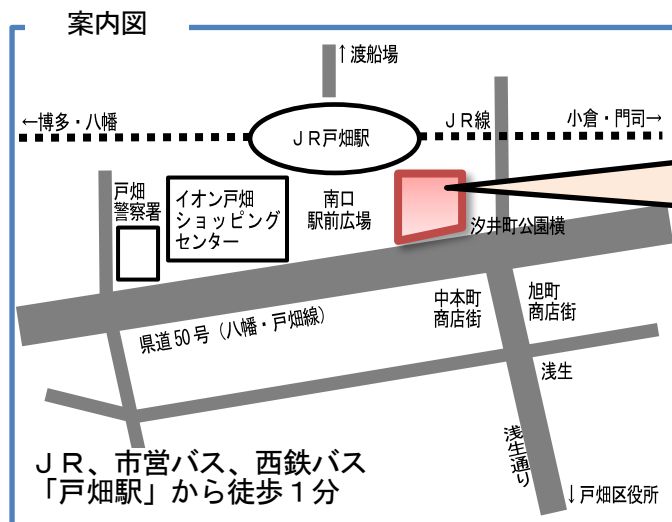 案内図
↑渡船場
←博多・八幡
ＪＲ戸畑駅
ＪＲ線
小倉・門司→
戸畑
警察署
イオン戸畑
ショッピング
センター
南口
駅前広場
汐井町公園横
県道50号（八幡・戸畑線）
中本町
商店街
旭町
商店街
浅生
浅生通り
↓戸畑区役所
ＪＲ、市営バス、西鉄バス
「戸畑駅」から徒歩１分